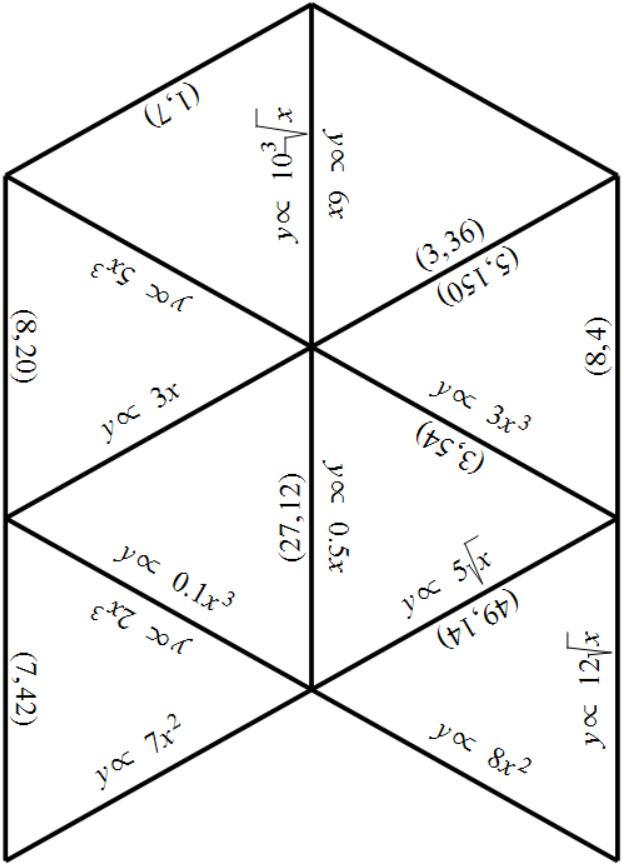 (1,7)
y∝ 10∛x
y∝ 6x
(3,36)
(5,150)
y∝ 5x³
(8,20)
y∝ 3x
y∝ 3x³
(8,4)
(3,54)
(27,12)
y∝ 0.5x
y∝ 0.1x³
y∝ 5√x
y∝ 2x³
(49,14)
(7,42)
y∝ 7x²
y∝ 8x²
y∝ 12√x